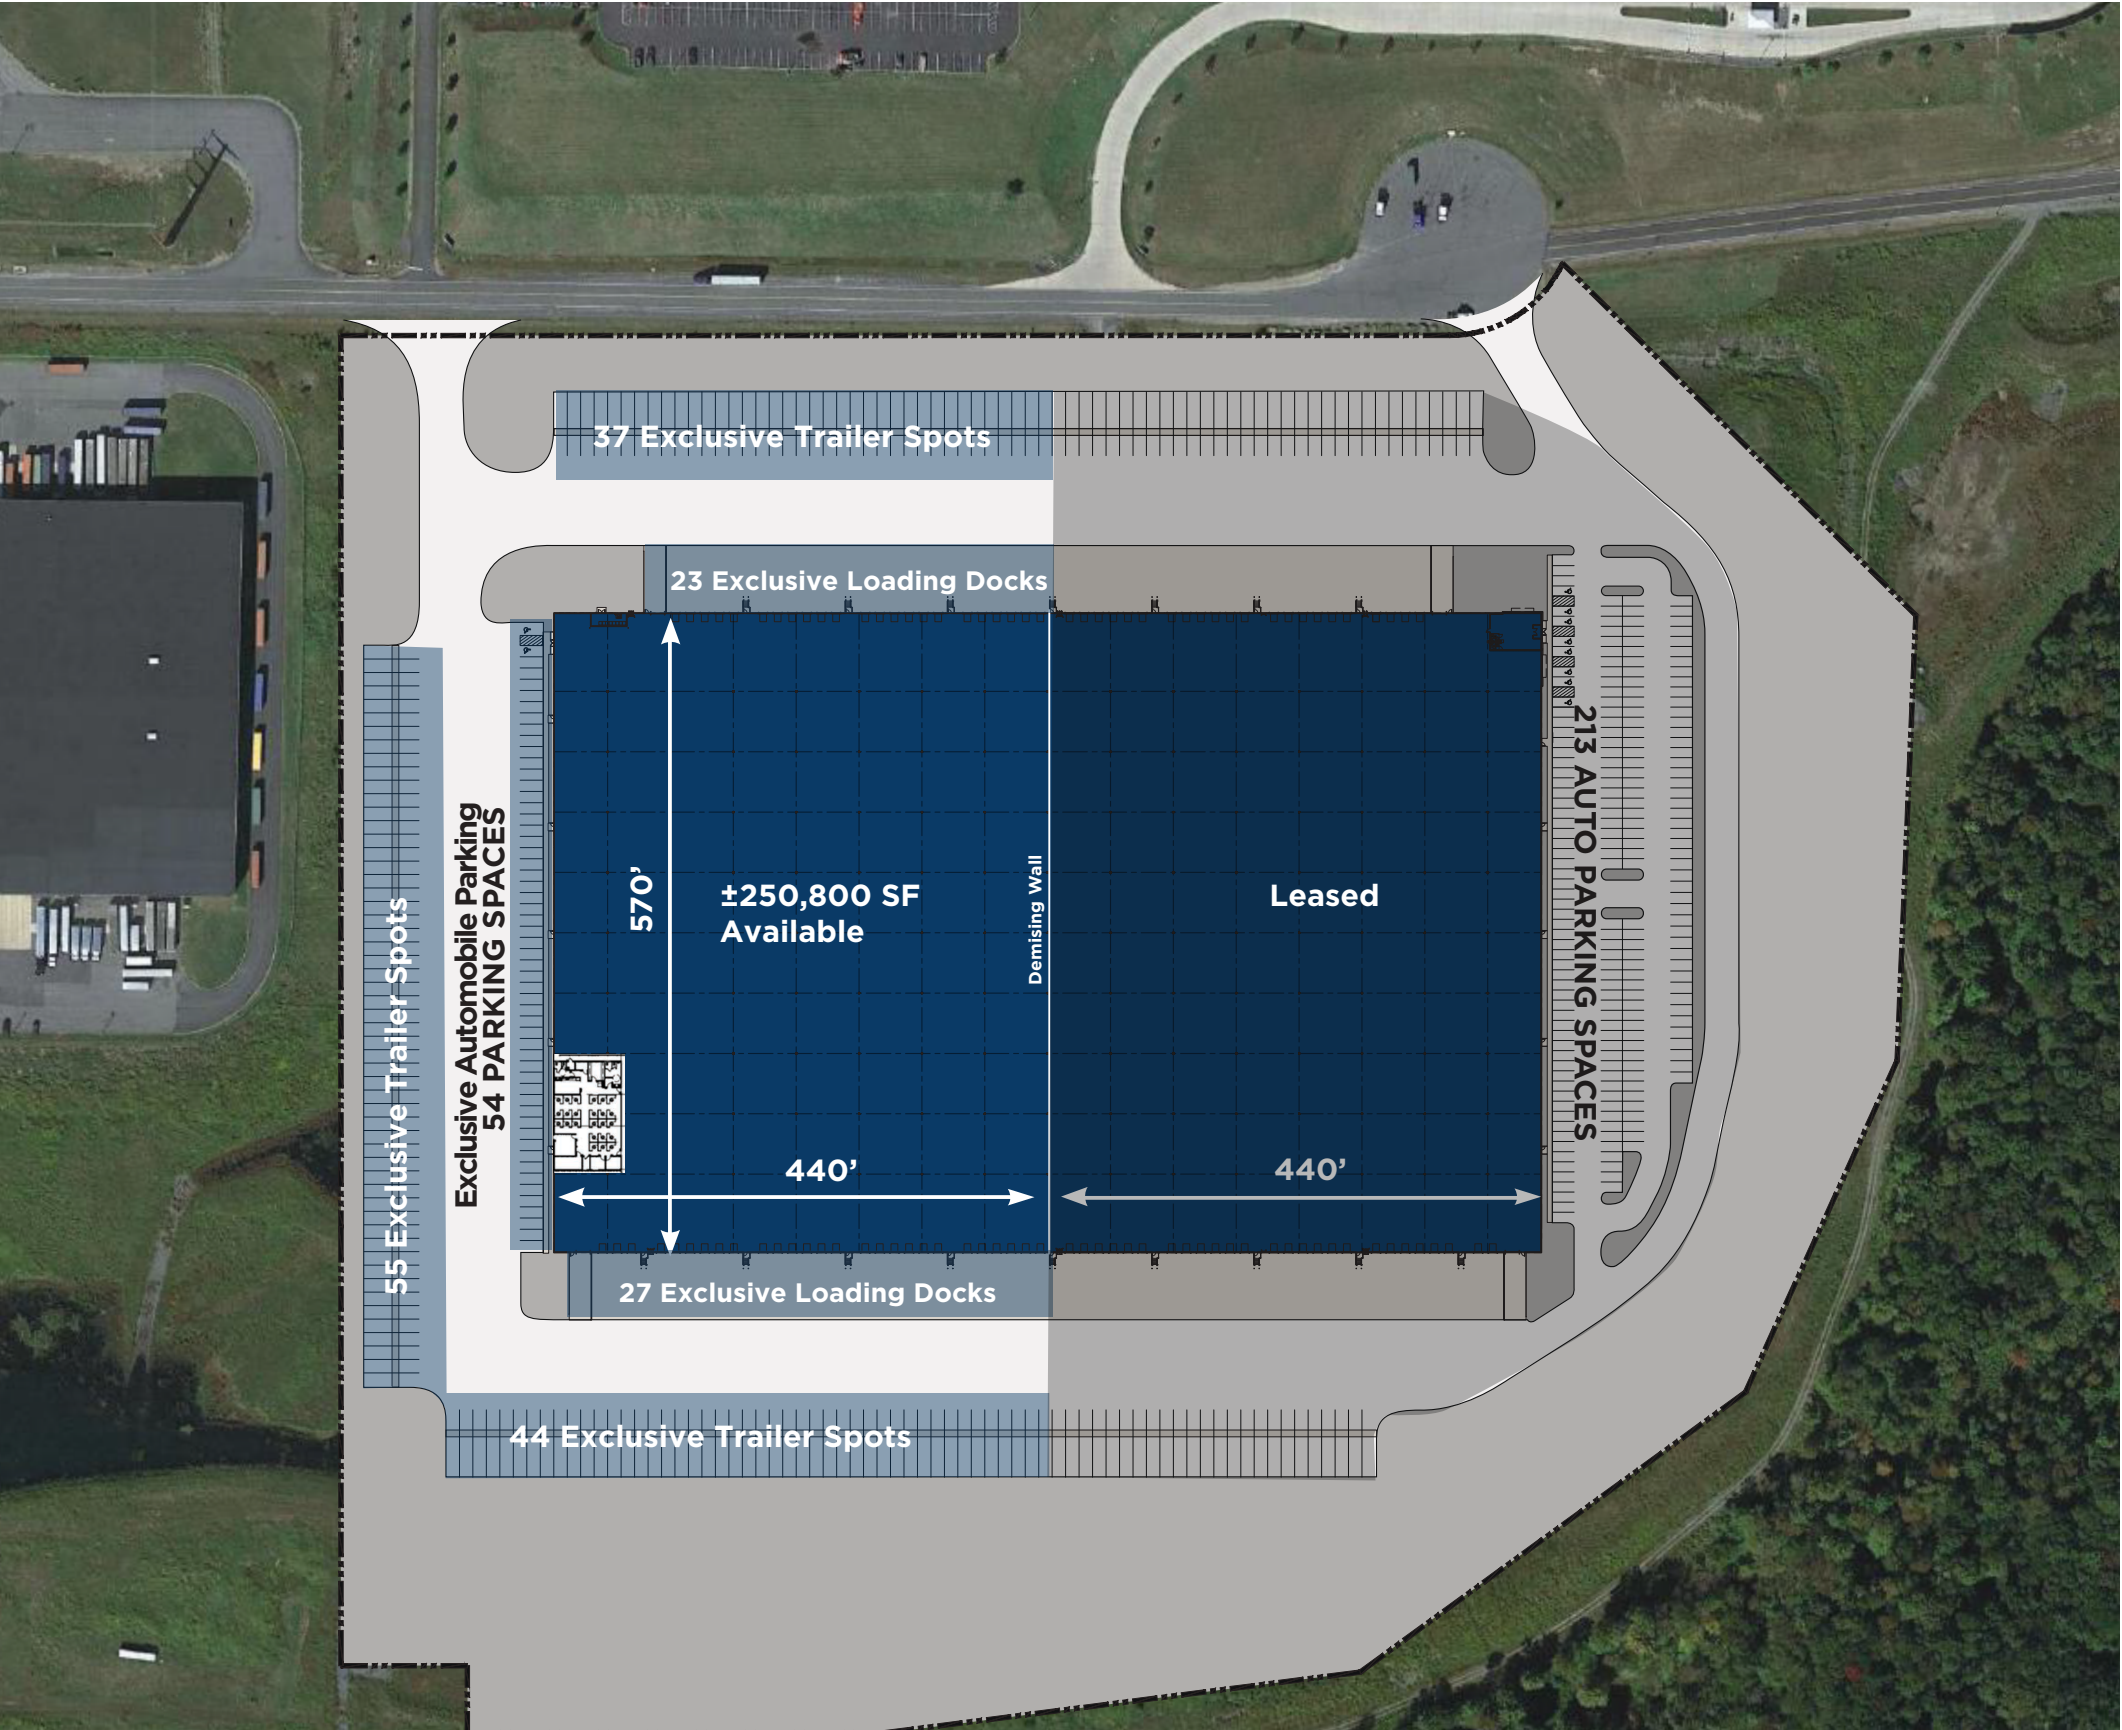 37 Exclusive Trailer Spots
23 Exclusive Loading Docks
55 Exclusive Trailer Spots
Exclusive Automobile Parking
54 PARKING SPACES
570’
±250,800 SF
Available
Demising Wall
Leased
213 AUTO PARKING SPACES
440’
440’
27 Exclusive Loading Docks
44 Exclusive Trailer Spots